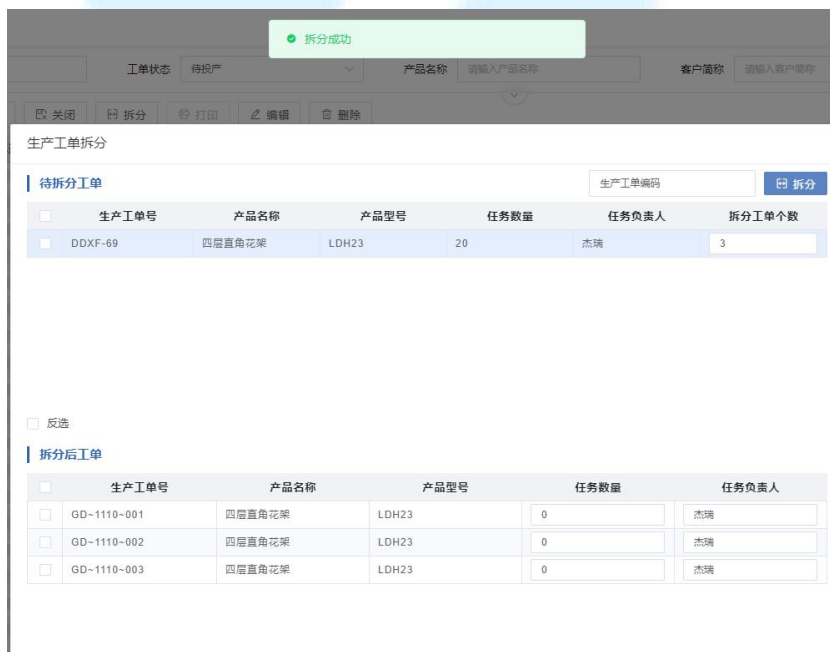 拆分成功
工单状态 待投产 产品名称 请输入产品名称 客户简称 请输入客户简称
关闭 拆分 打印 编辑 删除
生产工单拆分
待拆分工单 生产工单编码 拆分
生产工单号 产品名称 产品型号 任务数量 任务负责人 拆分工单个数
DDXF-69 四层直角花架 LDH23 20 杰瑞 3
反选
拆分后工单
生产工单号 产品名称 产品型号 任务数量 任务负责人
GD~1110~001 四层直角花架 LDH23 0 杰瑞
GD~1110~002 四层直角花架 LDH23 0 杰瑞
GD~1110~003 四层直角花架 LDH23 0 杰瑞